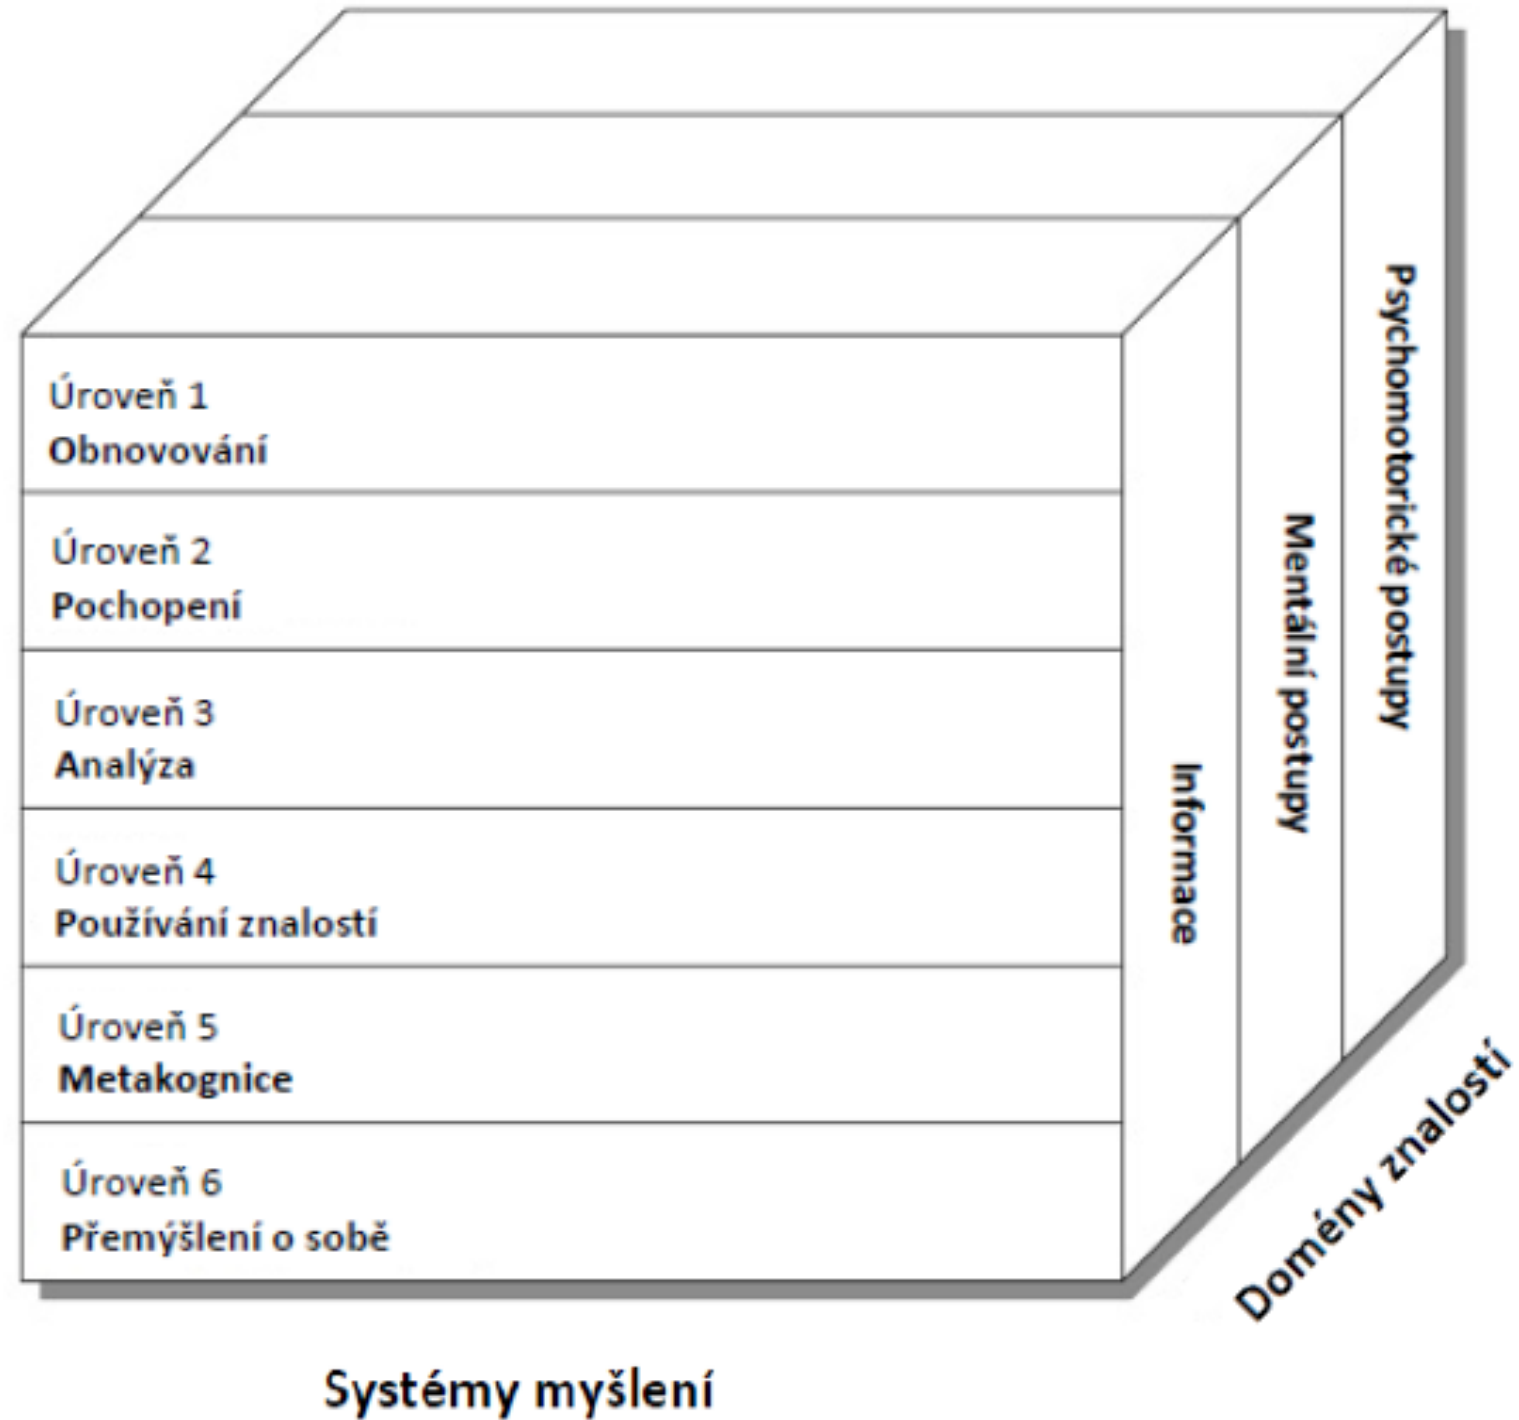 Úroveň 1
Obnovování
Úroveň 2
Pochopení
Úroveň 3
Analýza
Úroveň 4
Používání znalostí
Úroveň 5
Metakognice
Úroveň 6
Přemýšlení o sobě
Informace
Mentální postupy
Psychomotorické postupy
Domény znalostí
Systémy myšlení